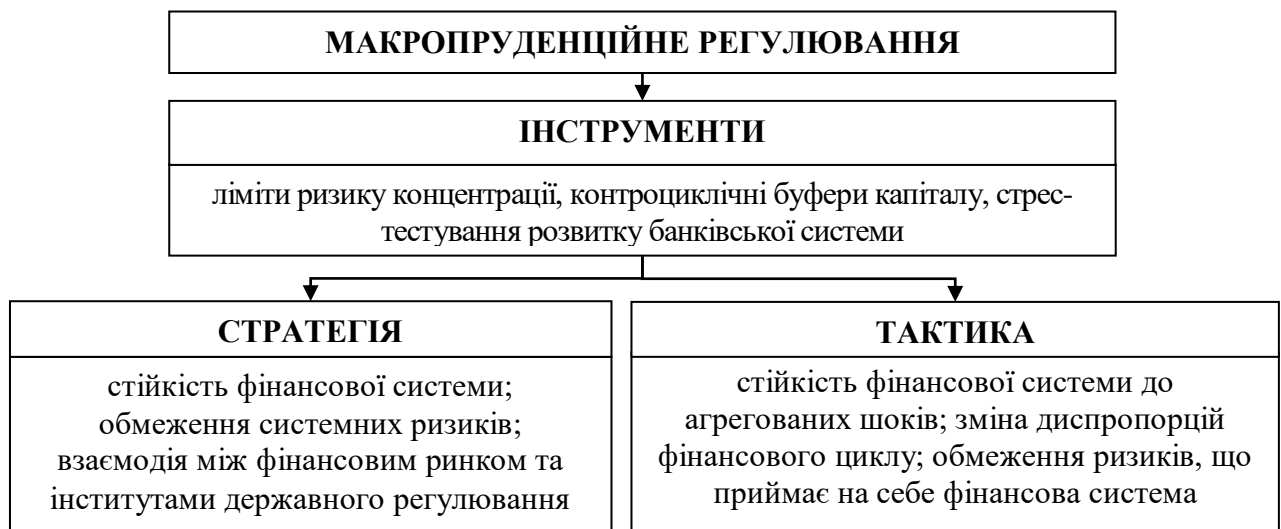 МАКРОПРУДЕНЦІЙНЕ РЕГУЛЮВАННЯ
ІНСТРУМЕНТИ
ліміти ризику концентрації, контроциклічні буфери капіталу, стрес-
тестування розвитку банківської системи
СТРАТЕГІЯ
стійкість фінансової системи;
обмеження системних ризиків;
взаємодія між фінансовим ринком та
інститутами державного регулювання
ТАКТИКА
стійкість фінансової системи до
агрегованих шоків; зміна диспропорцій
фінансового циклу; обмеження ризиків, що
приймає на себе фінансова система